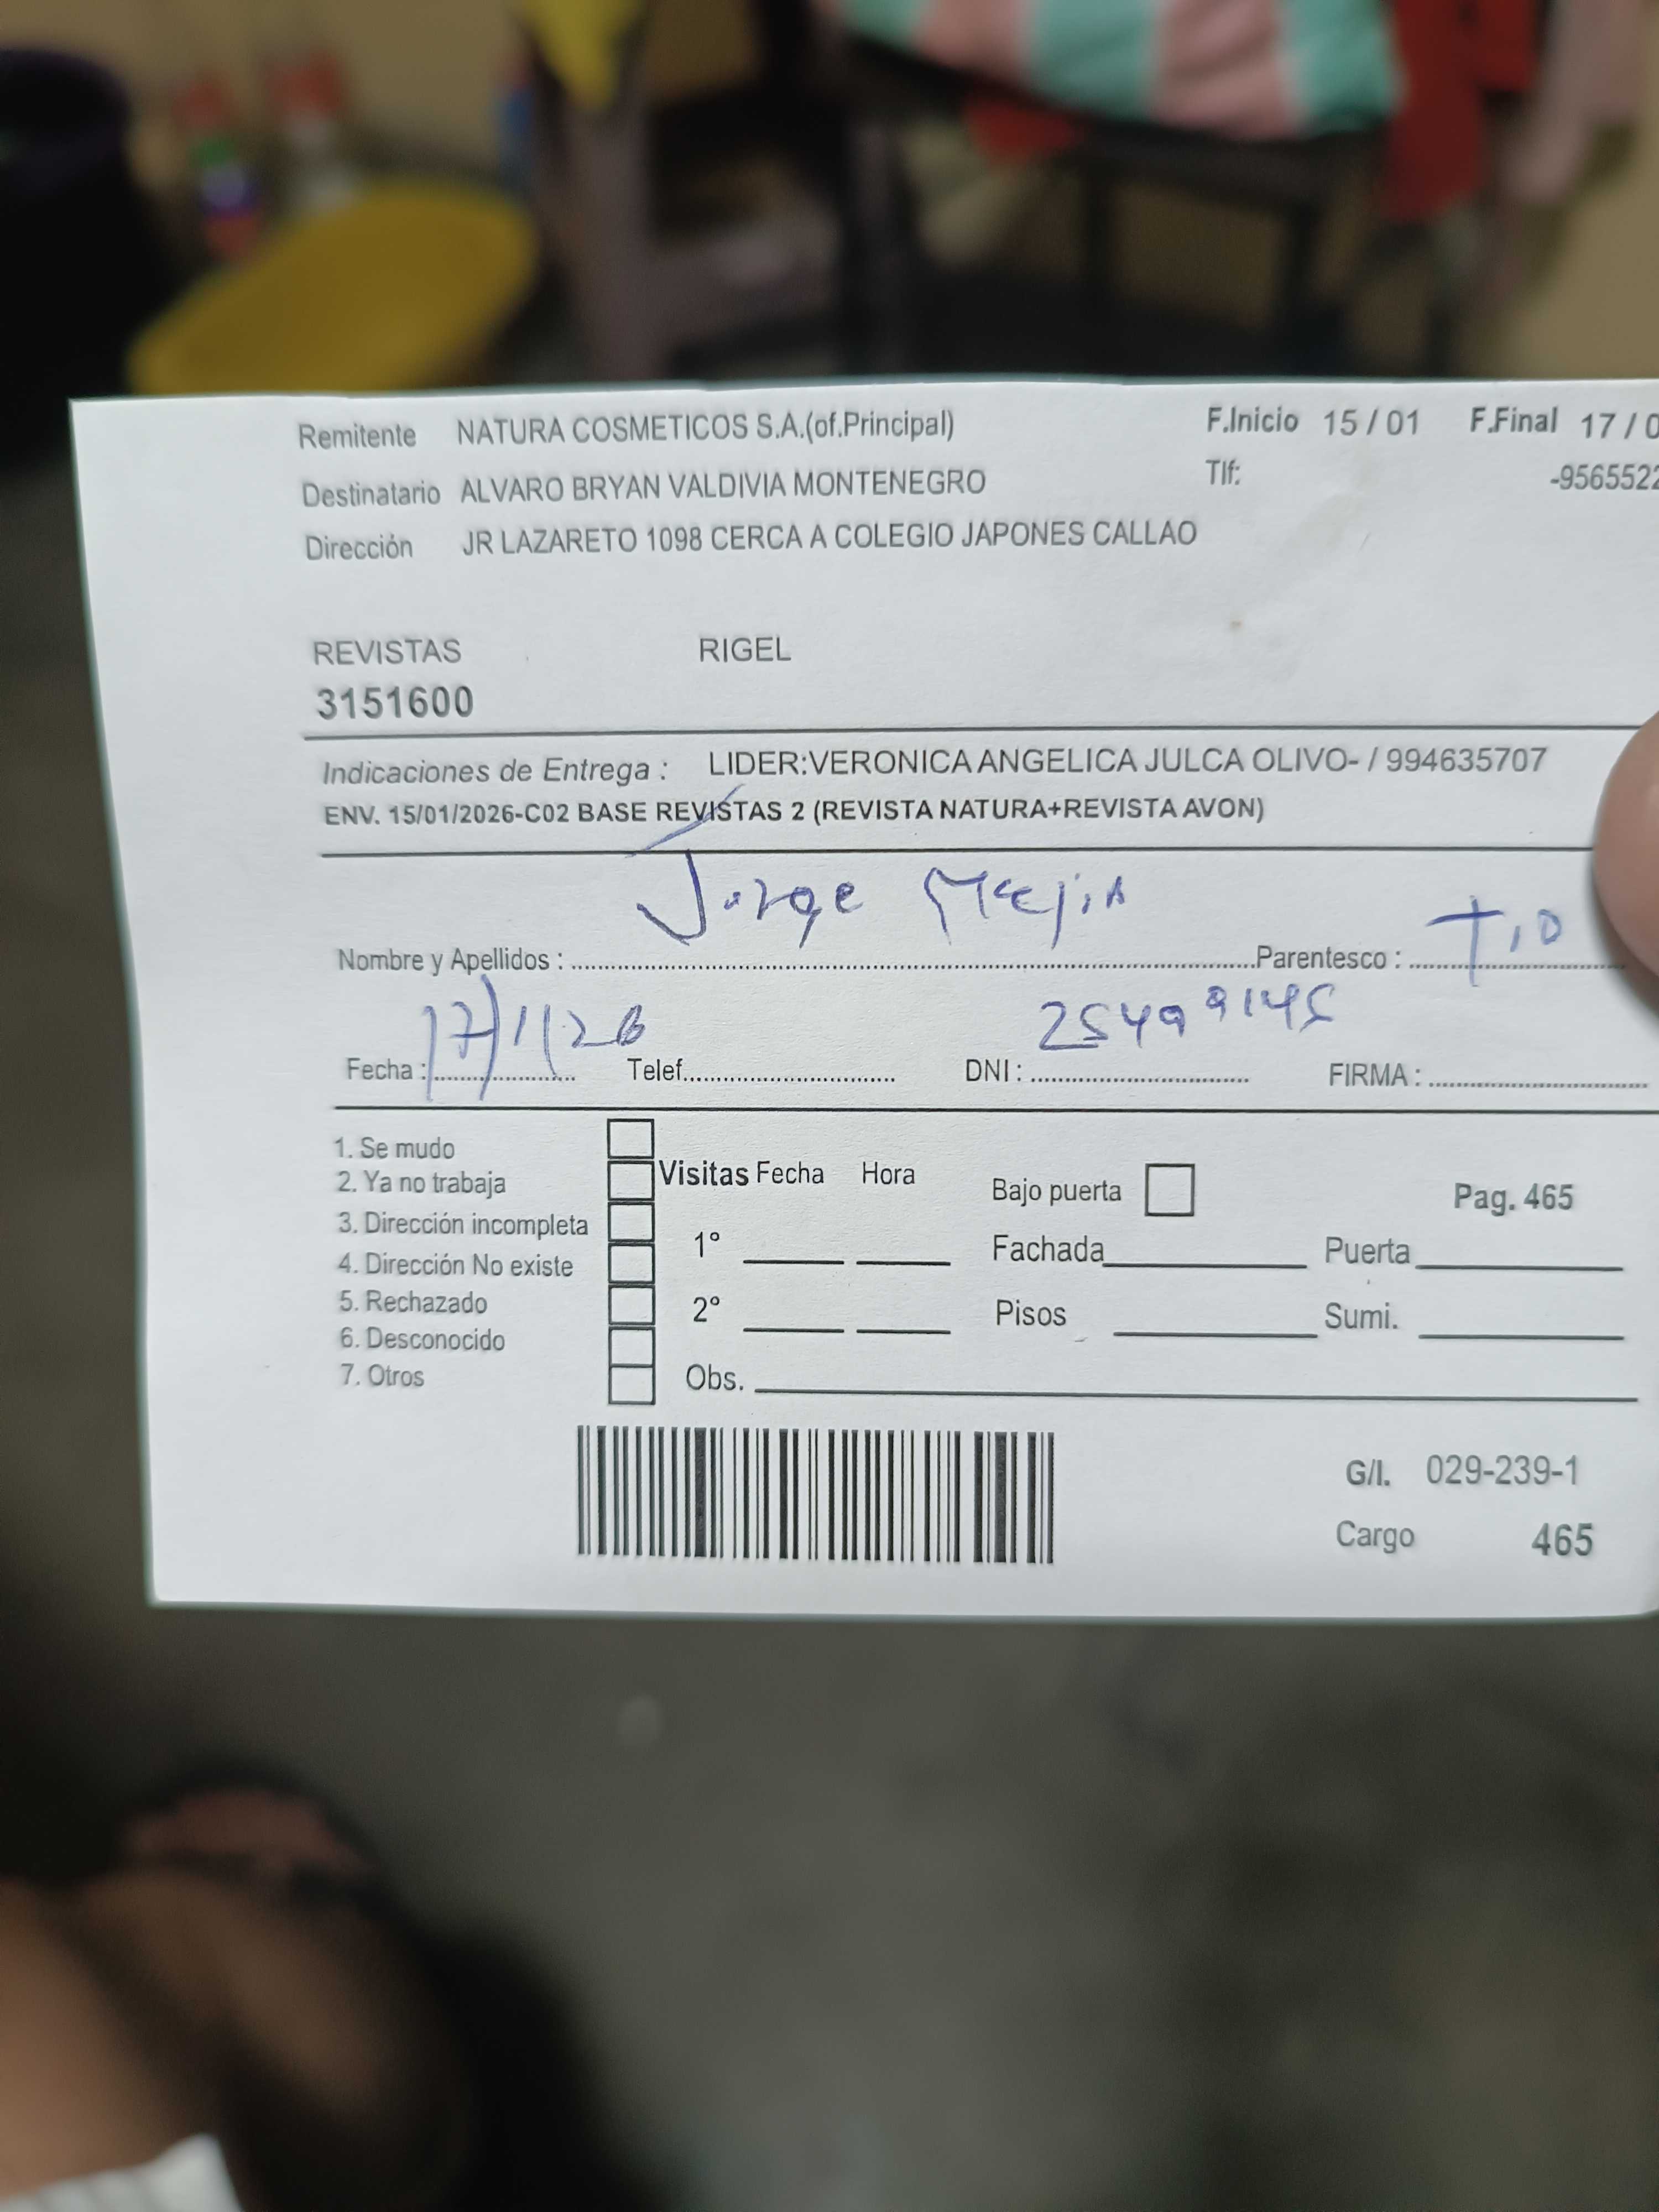 Remitente NATURA COSMETICOS S.A.(of.Principal) F.Inicio 15 / 01 F.Final 17 / 0
Destinatario ALVARO BRYAN VALDIVIA MONTENEGRO Tlf: -9565522
Dirección JR LAZARETO 1098 CERCA A COLEGIO JAPONES CALLAO
REVISTAS RIGEL
3151600
Indicaciones de Entrega : LIDER:VERONICA ANGELICA JULCA OLIVO- / 994635707
ENV. 15/01/2026-C02 BASE REVISTAS 2 (REVISTA NATURA+REVISTA AVON)
Nombre y Apellidos : Jorge Mejia Parentesco : Tio
Fecha : 17/1/26 Telef. DNI : 25499145 FIRMA :
1. Se mudo
2. Ya no trabaja Visitas Fecha Hora Bajo puerta Pag. 465
3. Dirección incompleta 1° Fachada Puerta
4. Dirección No existe
5. Rechazado 2° Pisos Sumi.
6. Desconocido
7. Otros Obs.
G/I. 029-239-1
Cargo 465